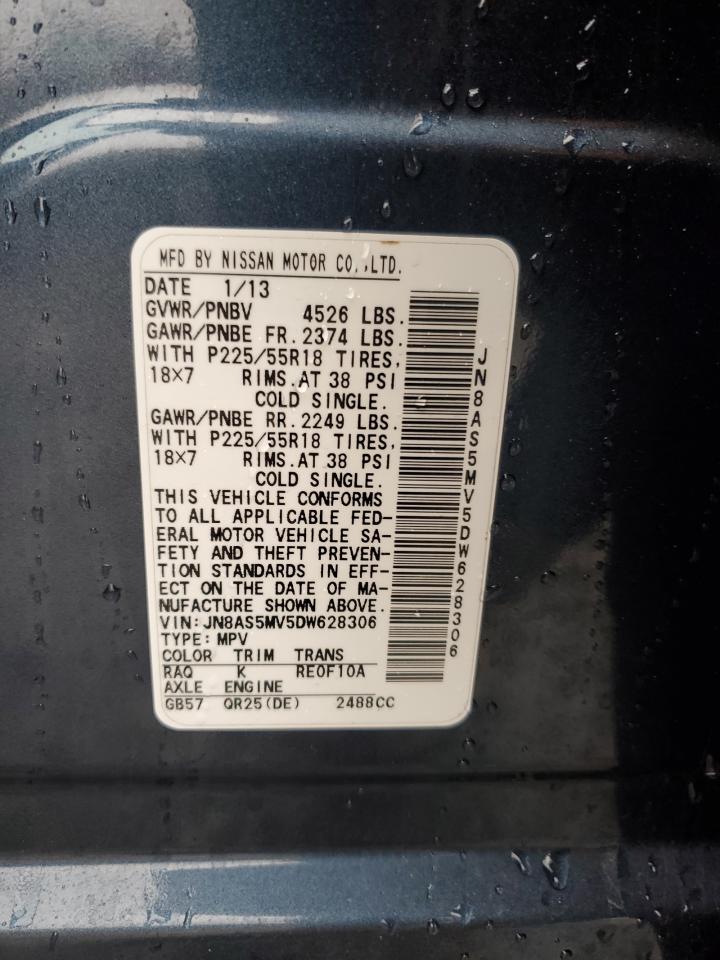 MFD BY NISSAN MOTOR CO.,LTD.
DATE 1/13
GVWR/PNBV 4526 LBS.
GAWR/PNBE FR. 2374 LBS.
WITH P225/55R18 TIRES,
18X7 RIMS.AT 38 PSI
COLD SINGLE.
GAWR/PNBE RR. 2249 LBS.
WITH P225/55R18 TIRES,
18X7 RIMS.AT 38 PSI
COLD SINGLE.
THIS VEHICLE CONFORMS
TO ALL APPLICABLE FED-
ERAL MOTOR VEHICLE SA-
FETY AND THEFT PREVEN-
TION STANDARDS IN EFF-
ECT ON THE DATE OF MA-
NUFACTURE SHOWN ABOVE.
VIN:JN8AS5MV5DW628306
TYPE:MPV
COLOR TRIM TRANS
RAQ K RE0F10A
AXLE ENGINE
GB57 QR25(DE) 2488CC
JN8AS5MV5DW628306